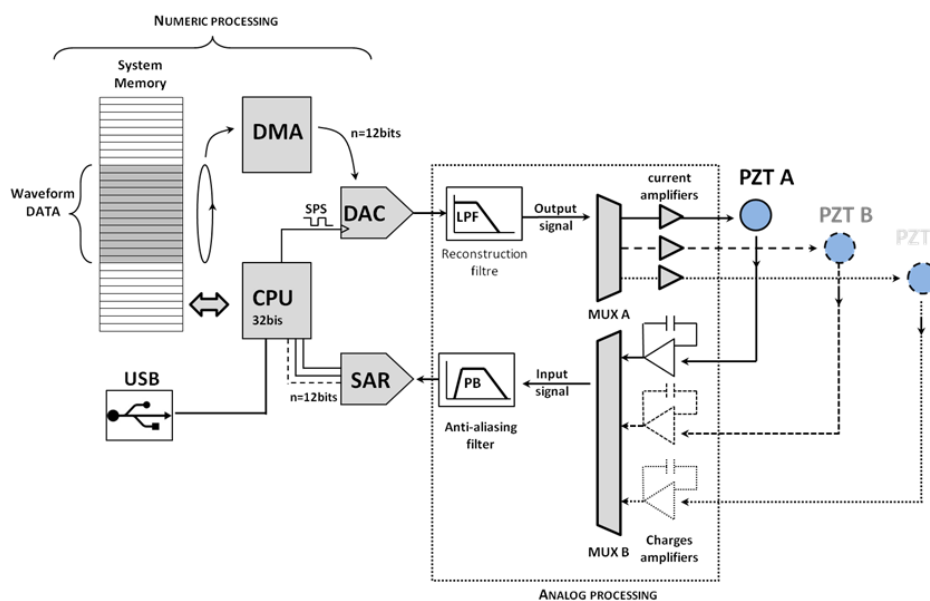 NUMERIC PROCESSING
System
Memory
Waveform
DATA
DMA
n=12bits
SPS
DAC
CPU
32bis
USB
SAR
n=12bits
LPF
Reconstruction
filtre
Output
signal
MUX A
current
amplifiers
PZT A
PZT B
PZT
PB
Anti-aliasing
filter
Input
signal
MUX B
Charges
amplifiers
ANALOG PROCESSING